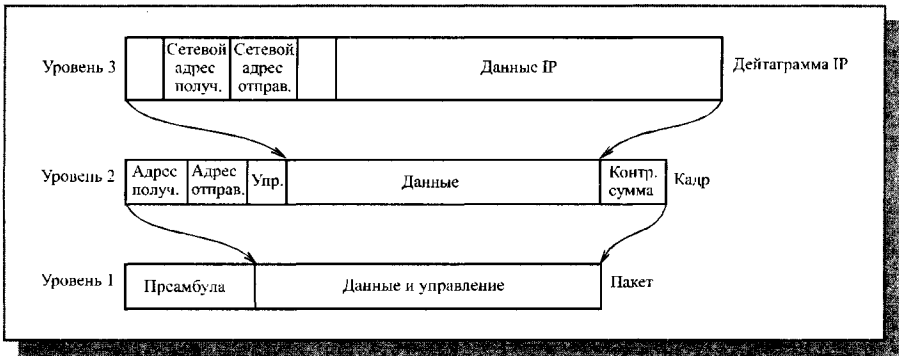 Уровень 3
Сетевой адрес получ.
Сетевой адрес отправ.
Данные IP
Дейтаграмма IP
Уровень 2
Адрес получ.
Адрес отправ.
Упр.
Данные
Контр. сумма
Кадр
Уровень 1
Преамбула
Данные и управление
Пакет